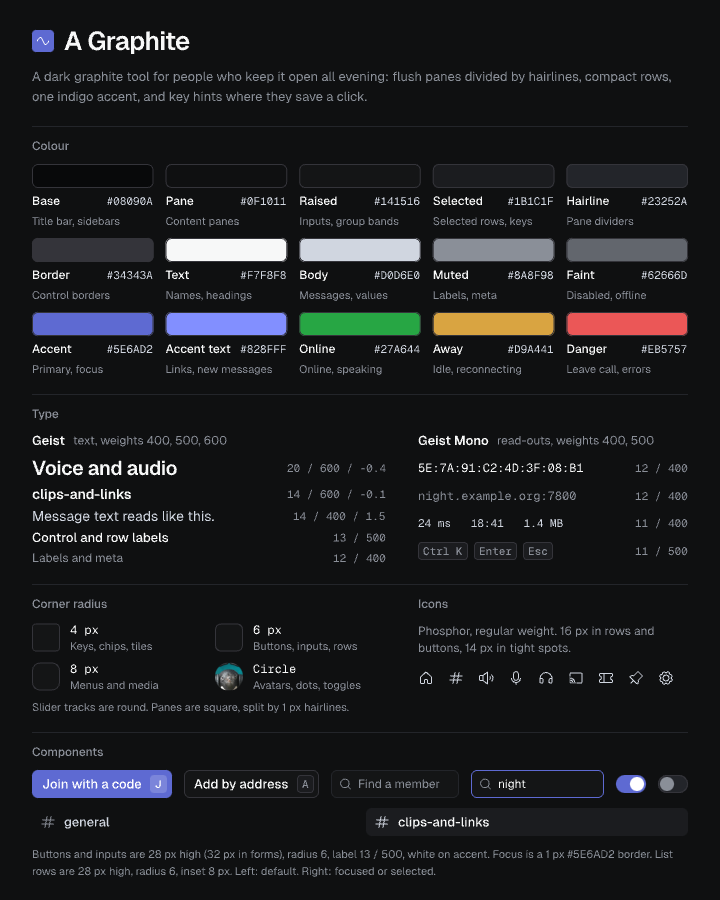 A Graphite
A dark graphite tool for people who keep it open all evening: flush panes divided by hairlines, compact rows,
one indigo accent, and key hints where they save a click.
Colour
Base #08090A Pane #0F1011 Raised #141516 Selected #1B1C1F Hairline #23252A
Title bar, sidebars Content panes Inputs, group bands Selected rows, keys Pane dividers
Border #34343A Text #F7F8F8 Body #D0D6E0 Muted #8A8F98 Faint #62666D
Control borders Names, headings Messages, values Labels, meta Disabled, offline
Accent #5E6AD2 Accent text #828FFF Online #27A644 Away #D9A441 Danger #EB5757
Primary, focus Links, new messages Online, speaking Idle, reconnecting Leave call, errors
Type
Geist text, weights 400, 500, 600
Voice and audio 20 / 600 / -0.4
clips-and-links 14 / 600 / -0.1
Message text reads like this. 14 / 400 / 1.5
Control and row labels 13 / 500
Labels and meta 12 / 400
Geist Mono read-outs, weights 400, 500
5E:7A:91:C2:4D:3F:08:B1 12 / 400
night.example.org:7800 12 / 400
24 ms 18:41 1.4 MB 11 / 400
Ctrl K Enter Esc 11 / 500
Corner radius
4 px
Keys, chips, tiles
6 px
Buttons, inputs, rows
8 px
Menus and media
Circle
Avatars, dots, toggles
Slider tracks are round. Panes are square, split by 1 px hairlines.
Icons
Phosphor, regular weight. 16 px in rows and
buttons, 14 px in tight spots.
Components
Join with a code J Add by address A Find a member night
# general # clips-and-links
Buttons and inputs are 28 px high (32 px in forms), radius 6, label 13 / 500, white on accent. Focus is a 1 px #5E6AD2 border. List
rows are 28 px high, radius 6, inset 8 px. Left: default. Right: focused or selected.